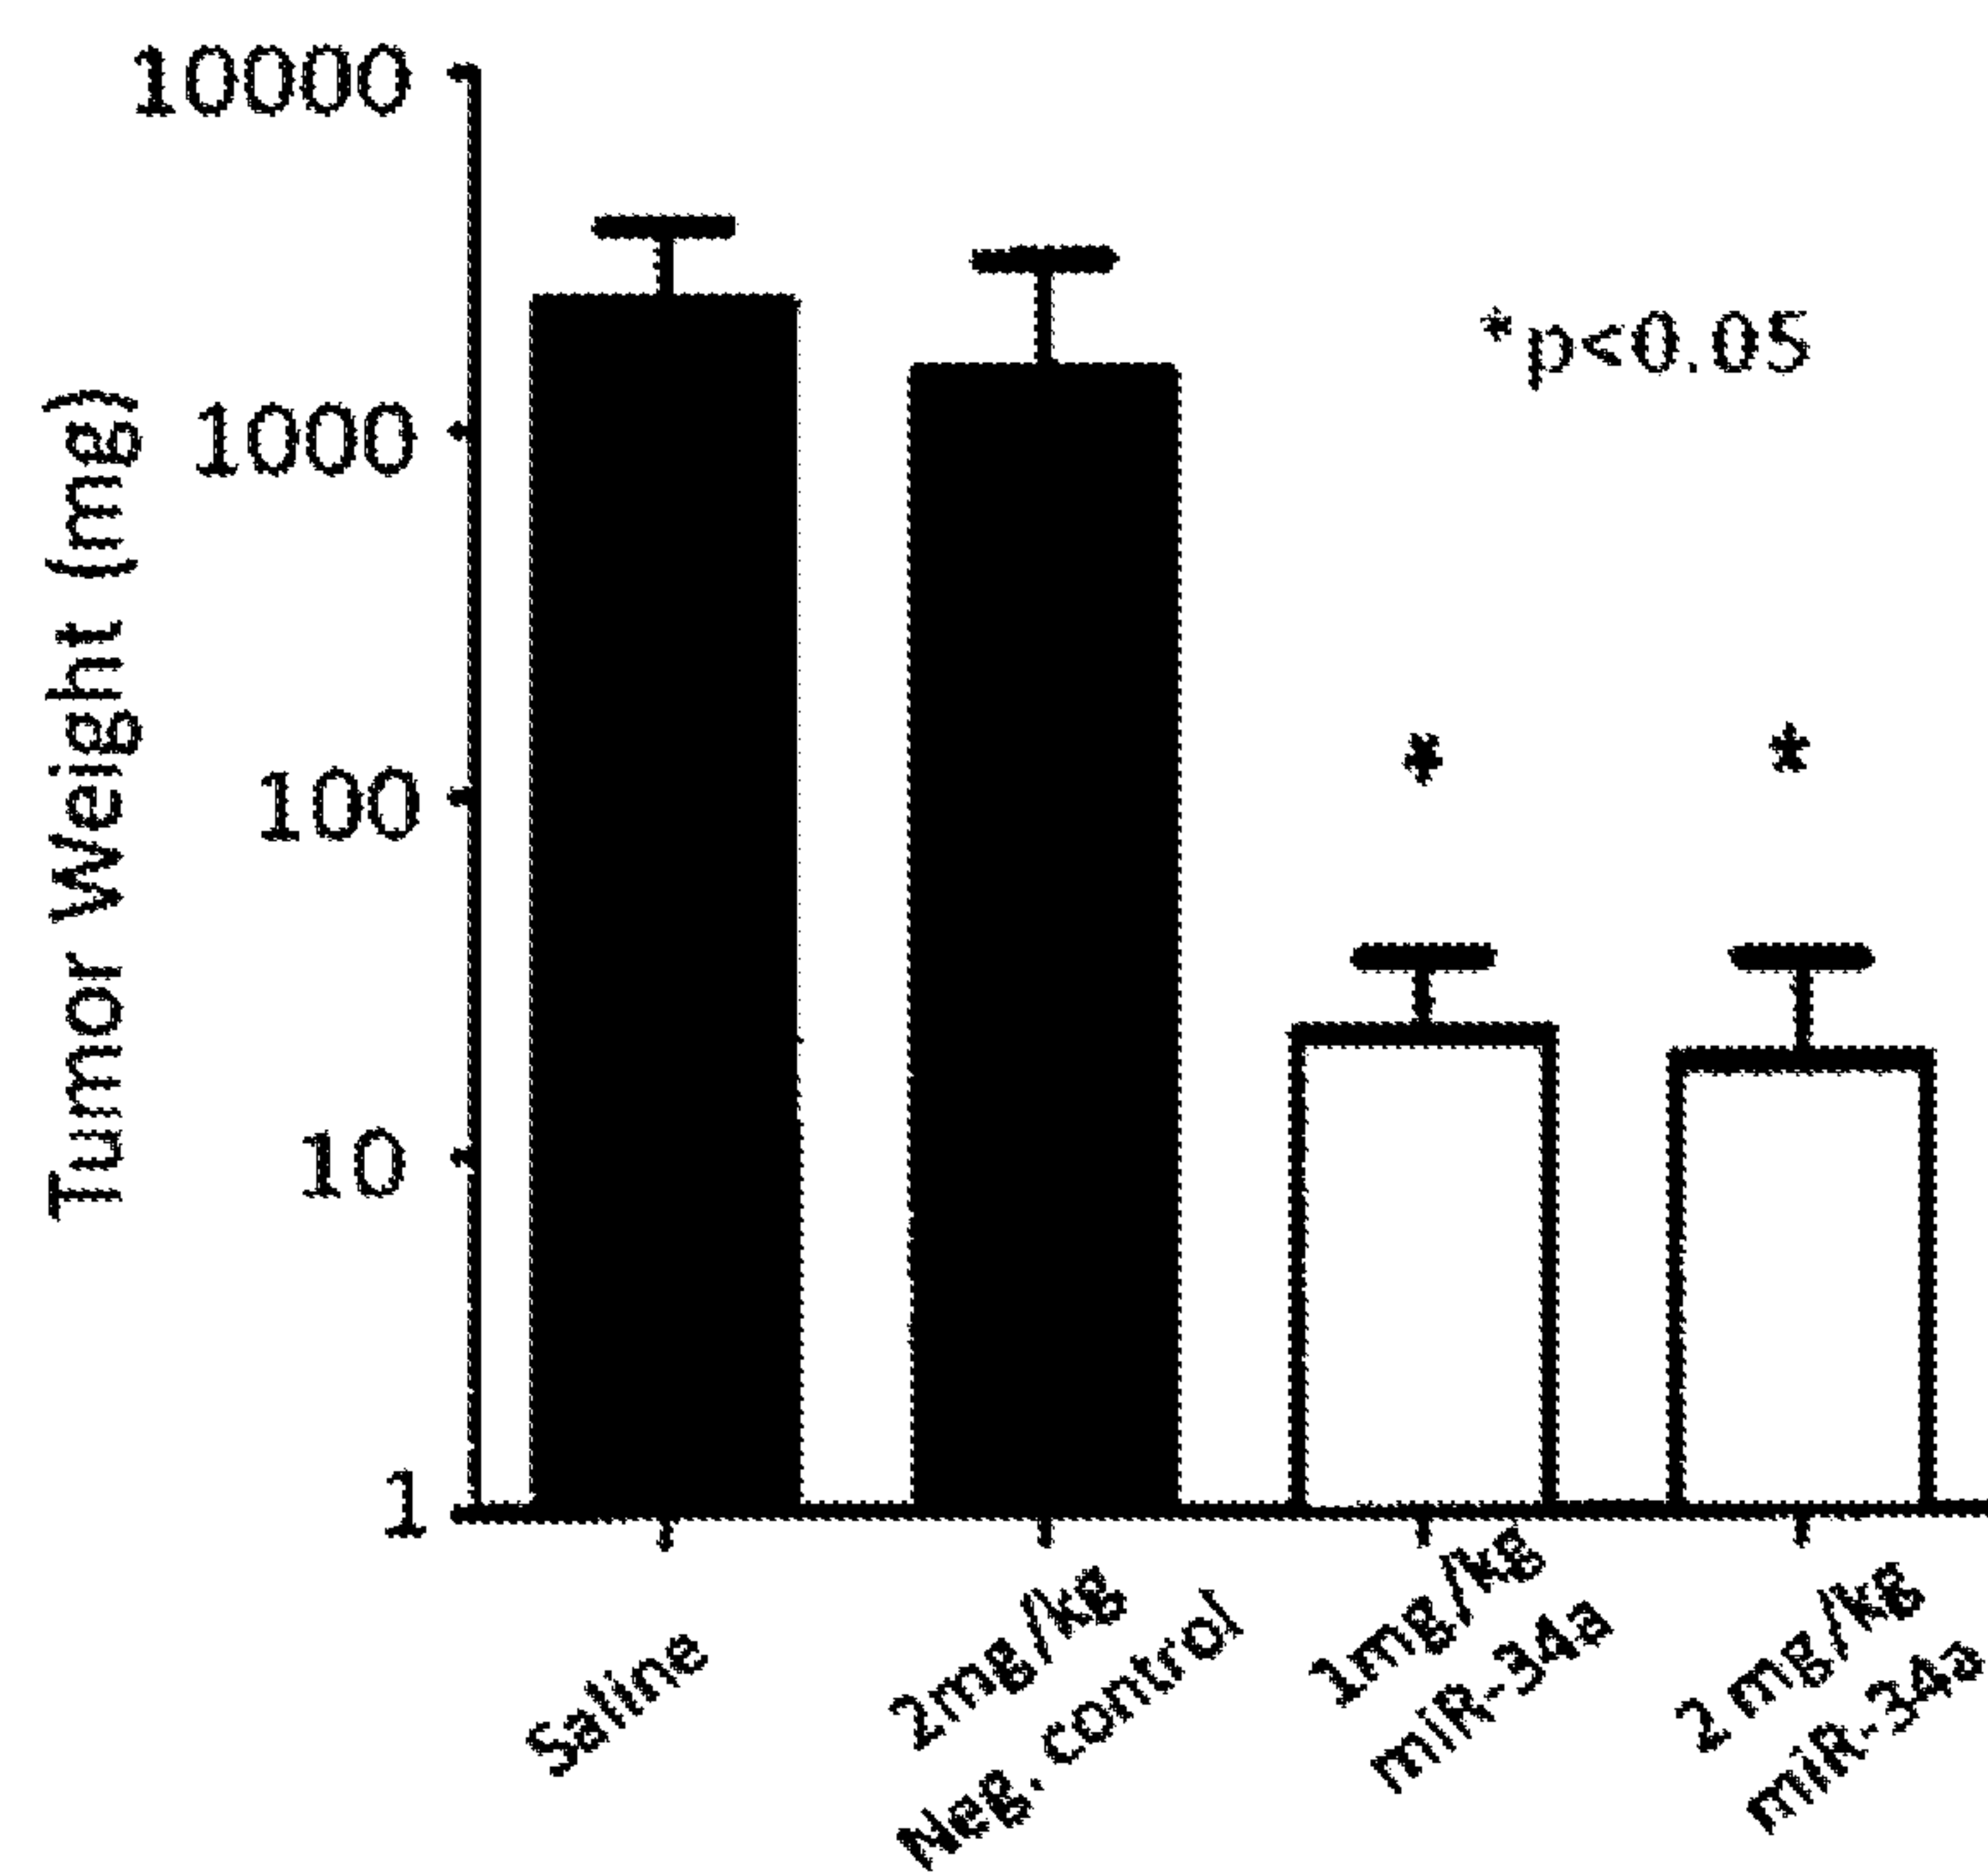 10000
1000
100
10
1
Tumor Weight (mg)
*p<0.05
*
*
Saline
2mg/kg
Neg. control
1mg/kg
miR-34a
2 mg/kg
miR-34a